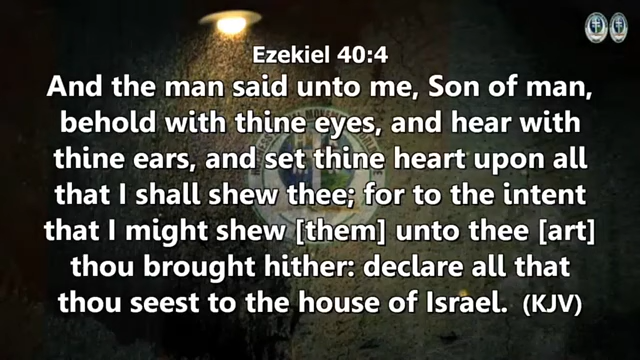 Ezekiel 40:4
And the man said unto me, Son of man,
behold with thine eyes, and hear with
thine ears, and set thine heart upon all
that I shall shew thee; for to the intent
that I might shew [them] unto thee [art]
thou brought hither: declare all that
thou seest to the house of Israel. (KJV)